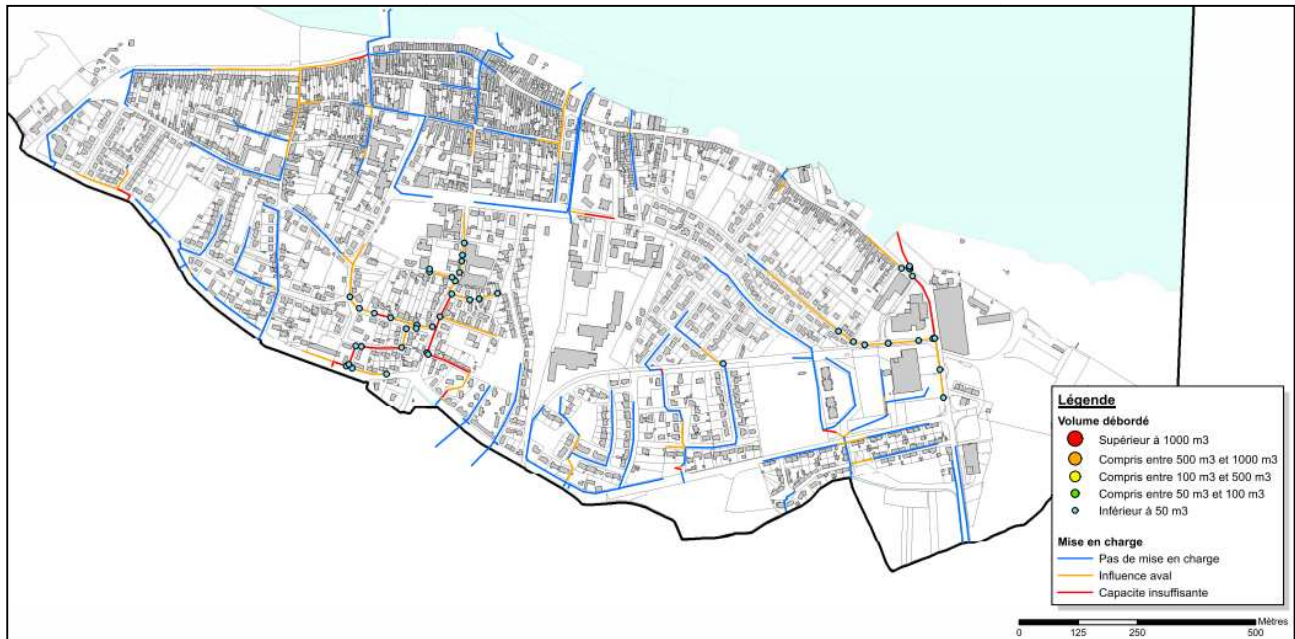 Légende
Volume débordé
Supérieur à 1000 m3
Compris entre 500 m3 et 1000 m3
Compris entre 100 m3 et 500 m3
Compris entre 50 m3 et 100 m3
Inférieur à 50 m3
Mise en charge
Pas de mise en charge
Influence aval
Capacite insuffisante
Mètres
0 125 250 500